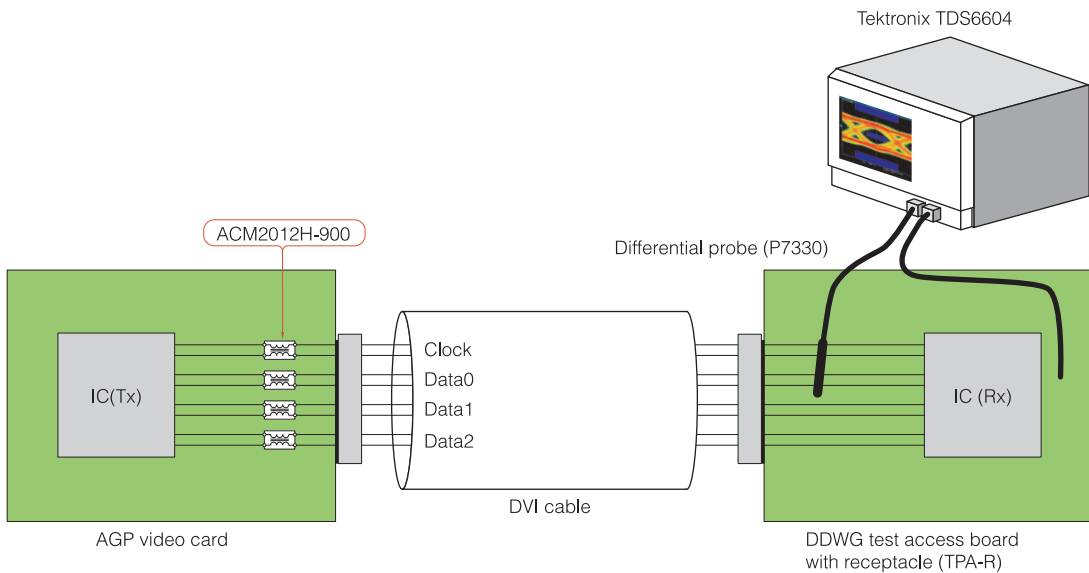 Tektronix TDS6604
ACM2012H-900
Differential probe (P7330)
IC(Tx)
Clock
Data0
Data1
Data2
IC (Rx)
DVI cable
AGP video card
DDWG test access board
with receptacle (TPA-R)